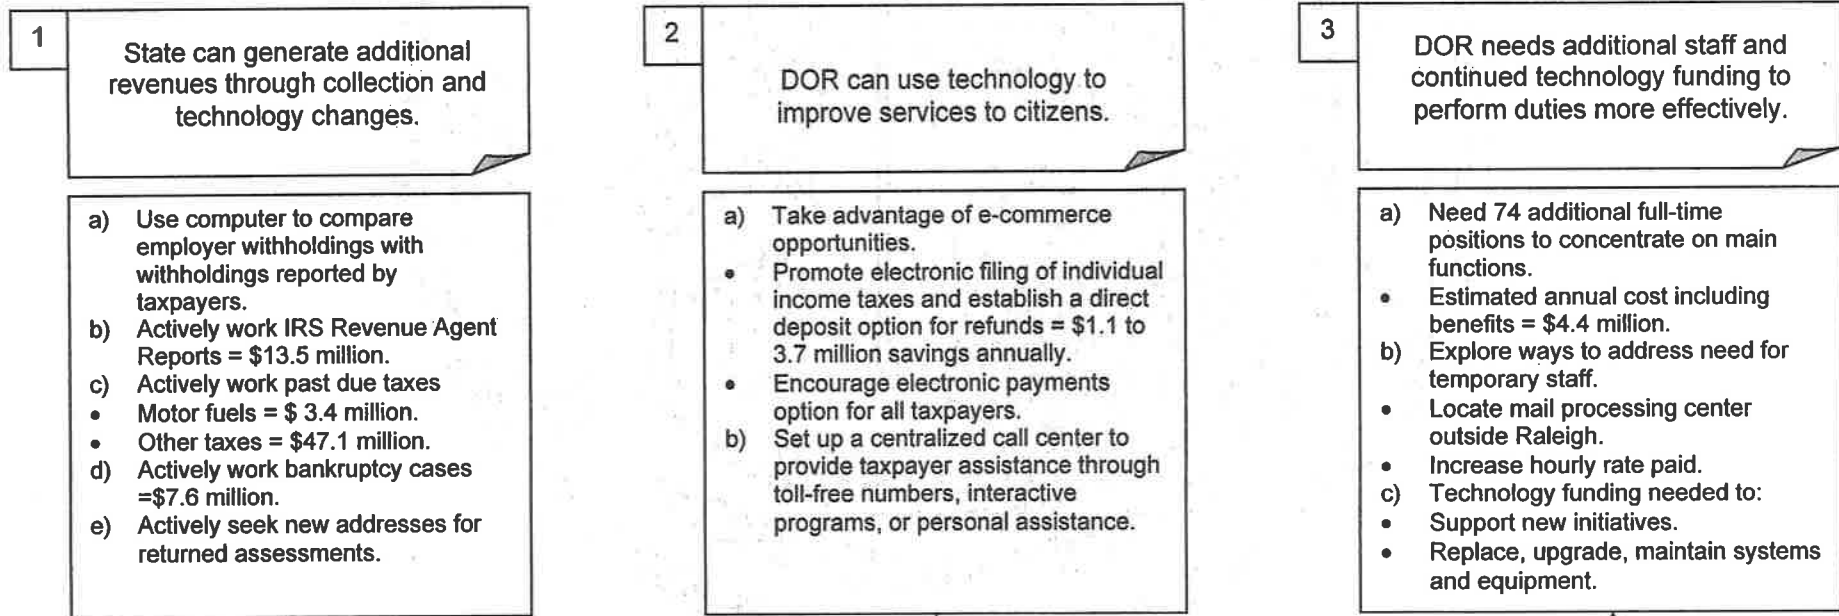 1
State can generate additional
revenues through collection and
technology changes.
a) Use computer to compare
employer withholdings with
withholdings reported by
taxpayers.
b) Actively work IRS Revenue Agent
Reports = $13.5 million.
c) Actively work past due taxes
• Motor fuels = $ 3.4 million.
• Other taxes = $47.1 million.
d) Actively work bankruptcy cases
=$7.6 million.
e) Actively seek new addresses for
returned assessments.
2
DOR can use technology to
improve services to citizens.
a) Take advantage of e-commerce
opportunities.
• Promote electronic filing of individual
income taxes and establish a direct
deposit option for refunds = $1.1 to
3.7 million savings annually.
• Encourage electronic payments
option for all taxpayers.
b) Set up a centralized call center to
provide taxpayer assistance through
toll-free numbers, interactive
programs, or personal assistance.
3
DOR needs additional staff and
continued technology funding to
perform duties more effectively.
a) Need 74 additional full-time
positions to concentrate on main
functions.
• Estimated annual cost including
benefits = $4.4 million.
b) Explore ways to address need for
temporary staff.
• Locate mail processing center
outside Raleigh.
• Increase hourly rate paid.
c) Technology funding needed to:
• Support new initiatives.
• Replace, upgrade, maintain systems
and equipment.